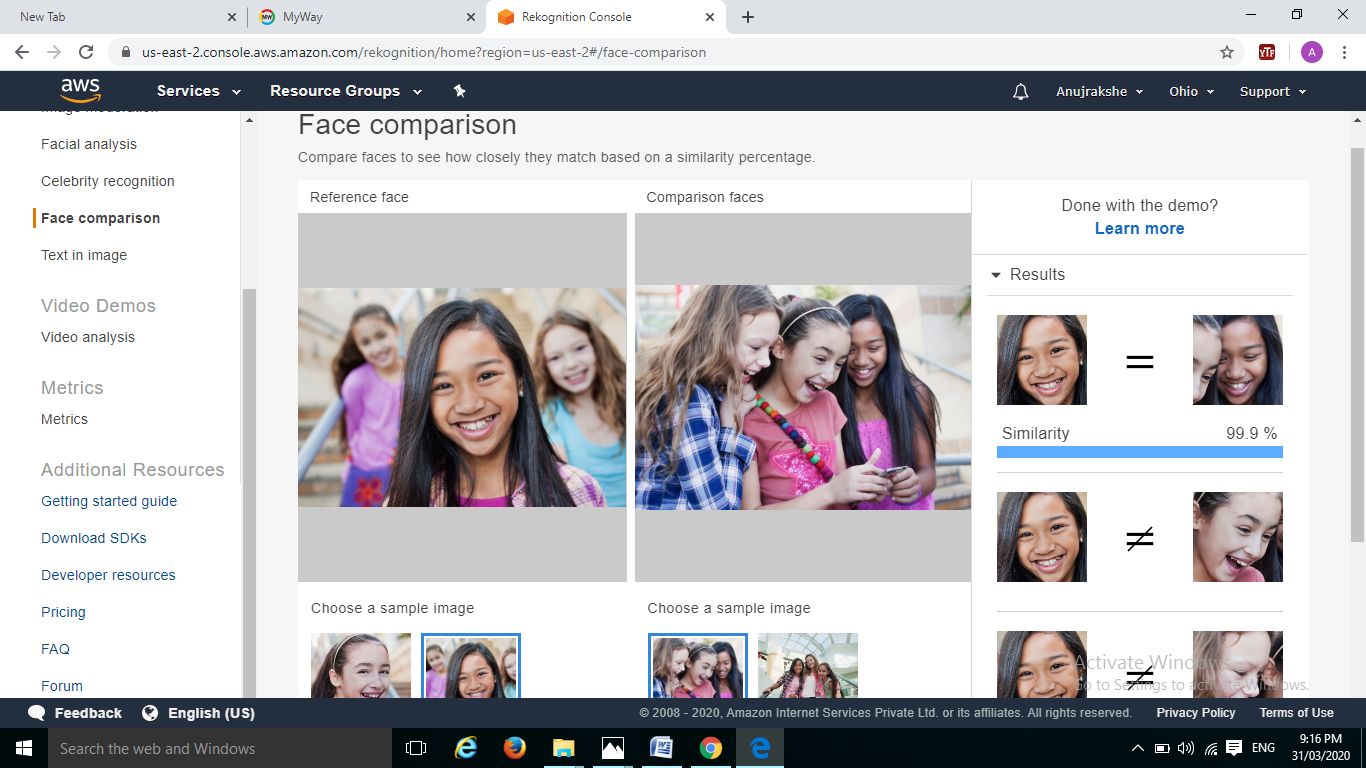 New Tab
MyWay
Rekognition Console
us-east-2.console.aws.amazon.com/rekognition/home?region=us-east-2#/face-comparison
YTF
A
aws
Services
Resource Groups
Anujrakshe
Ohio
Support
Image moderation
Facial analysis
Celebrity recognition
Face comparison
Text in image
Video Demos
Video analysis
Metrics
Metrics
Additional Resources
Getting started guide
Download SDKs
Developer resources
Pricing
FAQ
Forum
Face comparison
Compare faces to see how closely they match based on a similarity percentage.
Reference face
Comparison faces
Choose a sample image
Choose a sample image
Done with the demo?
Learn more
Results
=
Similarity 99.9 %
≠
≠
Activate Windows
Go to Settings to activate Windows.
Feedback
English (US)
© 2008 - 2020, Amazon Internet Services Private Ltd. or its affiliates. All rights reserved.
Privacy Policy
Terms of Use
Search the web and Windows
ENG
9:16 PM
31/03/2020